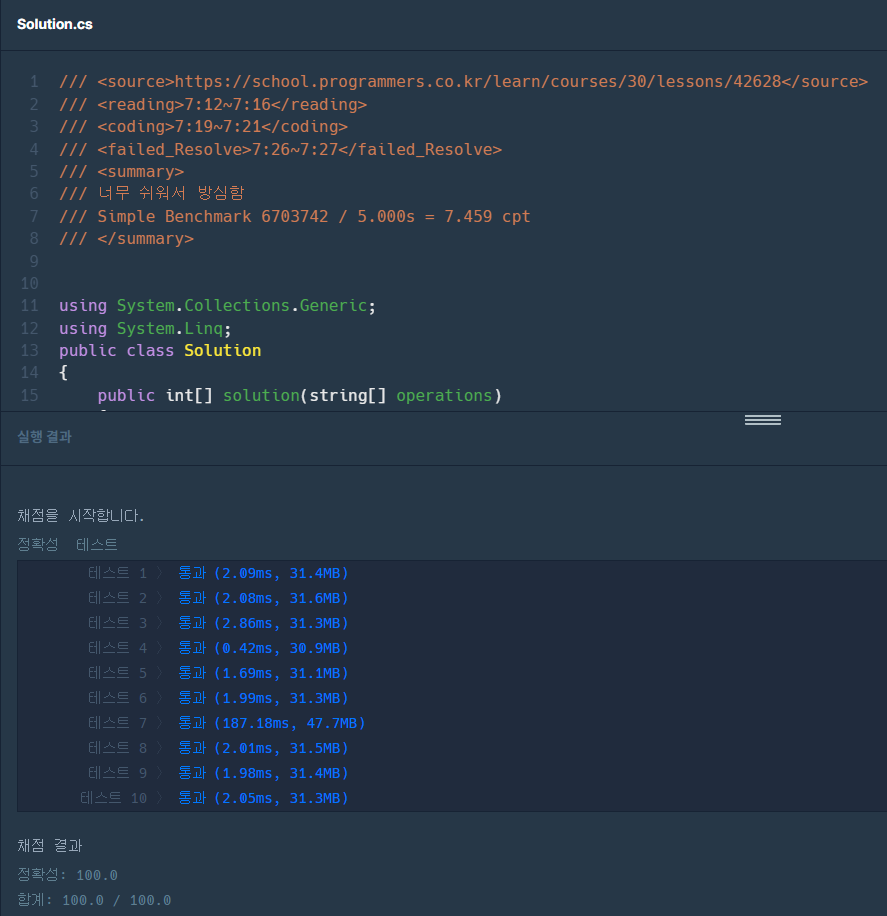 Solution.cs
1 /// <source>https://school.programmers.co.kr/learn/courses/30/lessons/42628</source>
2 /// <reading>7:12~7:16</reading>
3 /// <coding>7:19~7:21</coding>
4 /// <failed_Resolve>7:26~7:27</failed_Resolve>
5 /// <summary>
6 /// 너무 쉬워서 방심함
7 /// Simple Benchmark 6703742 / 5.000s = 7.459 cpt
8 /// </summary>
9
10
11 using System.Collections.Generic;
12 using System.Linq;
13 public class Solution
14 {
15     public int[] solution(string[] operations)
실행 결과
채점을 시작합니다.
정확성 테스트
테스트 1 〉 통과 (2.09ms, 31.4MB)
테스트 2 〉 통과 (2.08ms, 31.6MB)
테스트 3 〉 통과 (2.86ms, 31.3MB)
테스트 4 〉 통과 (0.42ms, 30.9MB)
테스트 5 〉 통과 (1.69ms, 31.1MB)
테스트 6 〉 통과 (1.99ms, 31.3MB)
테스트 7 〉 통과 (187.18ms, 47.7MB)
테스트 8 〉 통과 (2.01ms, 31.5MB)
테스트 9 〉 통과 (1.98ms, 31.4MB)
테스트 10 〉 통과 (2.05ms, 31.3MB)
채점 결과
정확성: 100.0
합계: 100.0 / 100.0